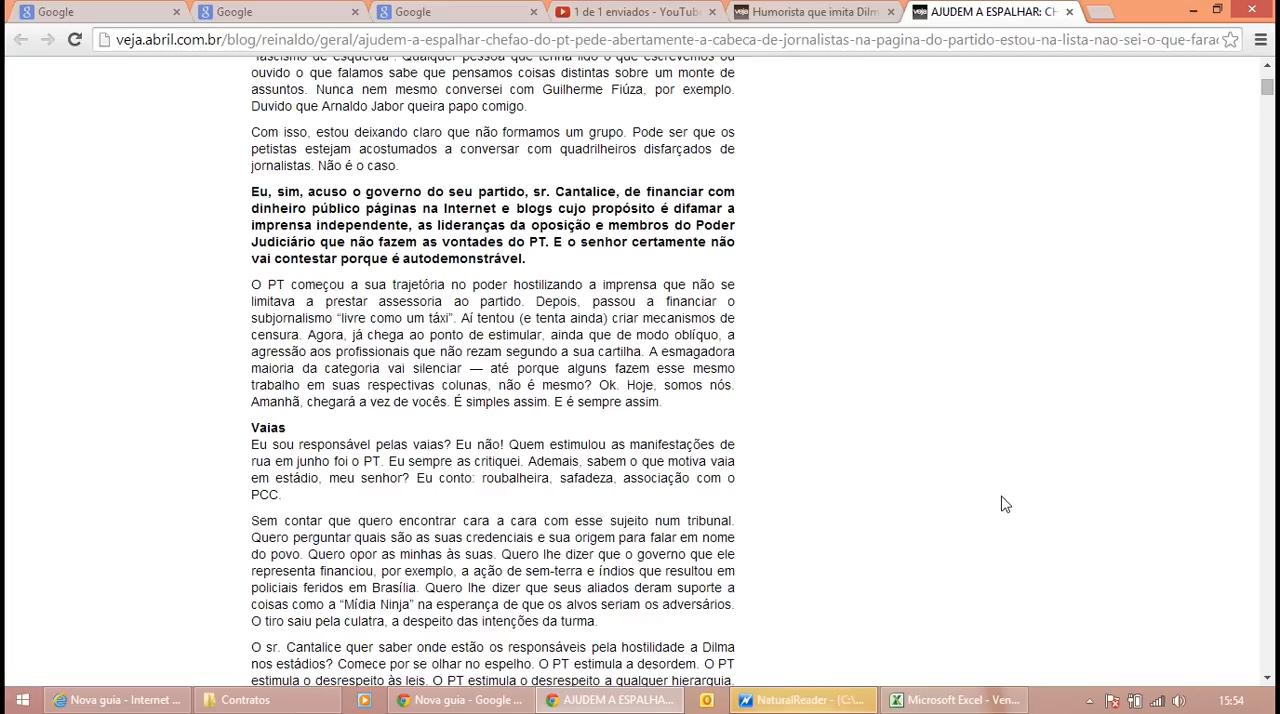 Google
Google
Google
1 de 1 enviados - YouTub
Humorista que imita Dilm
AJUDEM A ESPALHAR: CH
veja.abril.com.br/blog/reinaldo/geral/ajudem-a-espalhar-chefao-do-pt-pede-abertamente-a-cabeca-de-jornalistas-na-pagina-do-partido-estou-na-lista-nao-sei-o-que-farac
"fascismo de esquerda". Qualquer pessoa que tenha lido o que escrevemos ou
ouvido o que falamos sabe que pensamos coisas distintas sobre um monte de
assuntos. Nunca nem mesmo conversei com Guilherme Fiúza, por exemplo.
Duvido que Arnaldo Jabor queira papo comigo.
Com isso, estou deixando claro que não formamos um grupo. Pode ser que os
petistas estejam acostumados a conversar com quadrilheiros disfarçados de
jornalistas. Não é o caso.
Eu, sim, acuso o governo do seu partido, sr. Cantalice, de financiar com
dinheiro público páginas na Internet e blogs cujo propósito é difamar a
imprensa independente, as lideranças da oposição e membros do Poder
Judiciário que não fazem as vontades do PT. E o senhor certamente não
vai contestar porque é autodemonstrável.
O PT começou a sua trajetória no poder hostilizando a imprensa que não se
limitava a prestar assessoria ao partido. Depois, passou a financiar o
subjornalismo “livre como um táxi”. Aí tentou (e tenta ainda) criar mecanismos de
censura. Agora, já chega ao ponto de estimular, ainda que de modo oblíquo, a
agressão aos profissionais que não rezam segundo a sua cartilha. A esmagadora
maioria da categoria vai silenciar — até porque alguns fazem esse mesmo
trabalho em suas respectivas colunas, não é mesmo? Ok. Hoje, somos nós.
Amanhã, chegará a vez de vocês. É simples assim. E é sempre assim.
Vaias
Eu sou responsável pelas vaias? Eu não! Quem estimulou as manifestações de
rua em junho foi o PT. Eu sempre as critiquei. Ademais, sabem o que motiva vaia
em estádio, meu senhor? Eu conto: roubalheira, safadeza, associação com o
PCC.
Sem contar que quero encontrar cara a cara com esse sujeito num tribunal.
Quero perguntar quais são as suas credenciais e sua origem para falar em nome
do povo. Quero opor as minhas às suas. Quero lhe dizer que o governo que ele
representa financiou, por exemplo, a ação de sem-terra e índios que resultou em
policiais feridos em Brasília. Quero lhe dizer que seus aliados deram suporte a
coisas como a “Mídia Ninja” na esperança de que os alvos seriam os adversários.
O tiro saiu pela culatra, a despeito das intenções da turma.
O sr. Cantalice quer saber onde estão os responsáveis pela hostilidade a Dilma
nos estádios? Comece por se olhar no espelho. O PT estimula a desordem. O PT
estimula o desrespeito às leis. O PT estimula o desrespeito a qualquer hierarquia.
Nova guia - Internet ...
Contratos
Nova guia - Google ...
AJUDEM A ESPALHA...
NaturalReader - [C:\...
Microsoft Excel - Ven...
15:54